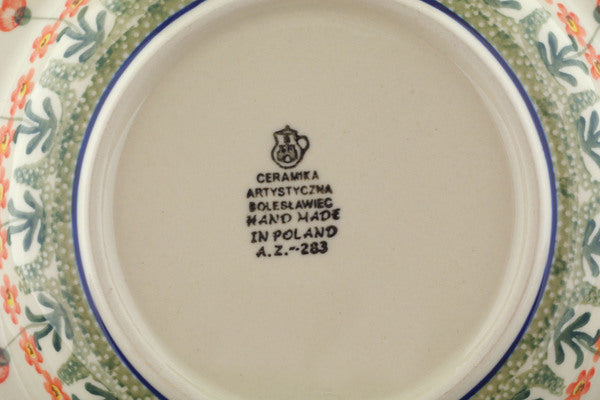 CERAMIKA
ARTYSTYCZNA
BOLESŁAWIEC
HAND MADE
IN POLAND
A.Z.~283